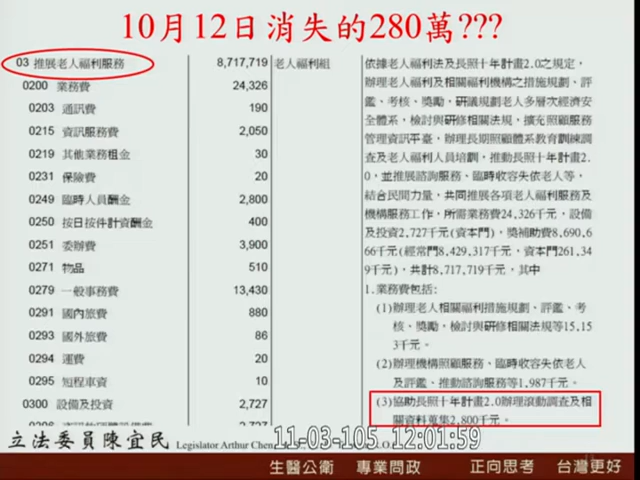 10月12日消失的280萬???
03 推展老人福利服務 8,717,719 老人福利組
0200 業務費 24,326
0203 通訊費 190
0215 資訊服務費 2,050
0219 其他業務租金 30
0231 保險費 20
0249 臨時人員酬金 2,800
0250 按日按件計資酬金 400
0251 委辦費 3,900
0271 物品 510
0279 一般事務費 13,430
0291 國內旅費 880
0293 國外旅費 86
0294 運費 20
0295 短程車資 10
0300 設備及投資 2,727
依據老人福利法及長照十年計畫2.0之規定,
辦理老人及相關福利機構之措施規劃、評
鑑、考核、獎勵,研議規劃老人多層次經濟安
全體系,檢討與研修相關法規,擴充照顧服務
管理資訊平臺,辦理長期照顧體系教育訓練調
查及老人福利人員培訓,推動長照十年計畫2.
0,並推展諮詢服務、臨時收容失依老人等,
結合民間力量,共同推展各項老人福利服務及
機構服務工作,所需業務費24,326千元,設備
及投資2,727千元(資本門),獎補助費8,690,6
66千元(經常門8,429,317千元,資本門261,34
9千元),共計8,717,719千元,其中
1.業務費包括:
(1)辦理老人相關福利措施規劃、評鑑、考
核、獎勵,檢討與研修相關法規等15,15
3千元。
(2)辦理機構照顧服務、臨時收容失依老人
及評鑑、推動諮詢服務等1,987千元。
(3)協助長照十年計畫2.0辦理滾動調查及相
關資料蒐集2,800千元。
立法委員陳宜民 Legislator Arthur Chen
11-03-105 12:01:59
生醫公衛 專業問政 正向思考 台灣更好